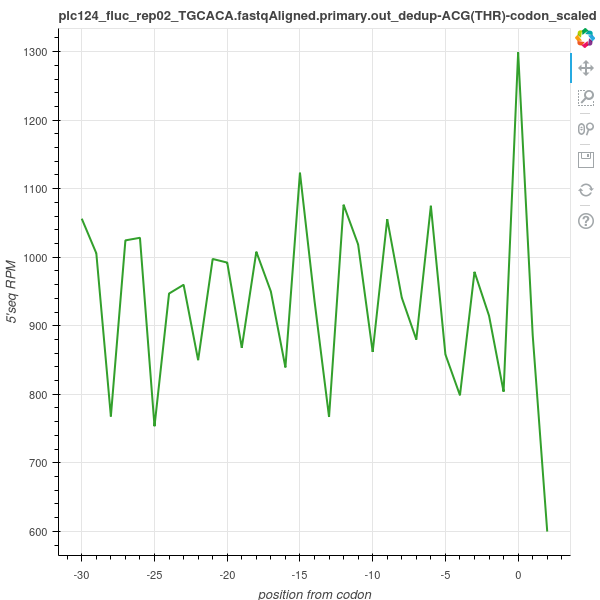 plc124_fluc_rep02_TGCACA.fastqAligned.primary.out_dedup-ACG(THR)-codon_scaled
1300
1200
1100
1000
900
800
700
600
5'seq RPM
-30 -25 -20 -15 -10 -5 0
position from codon